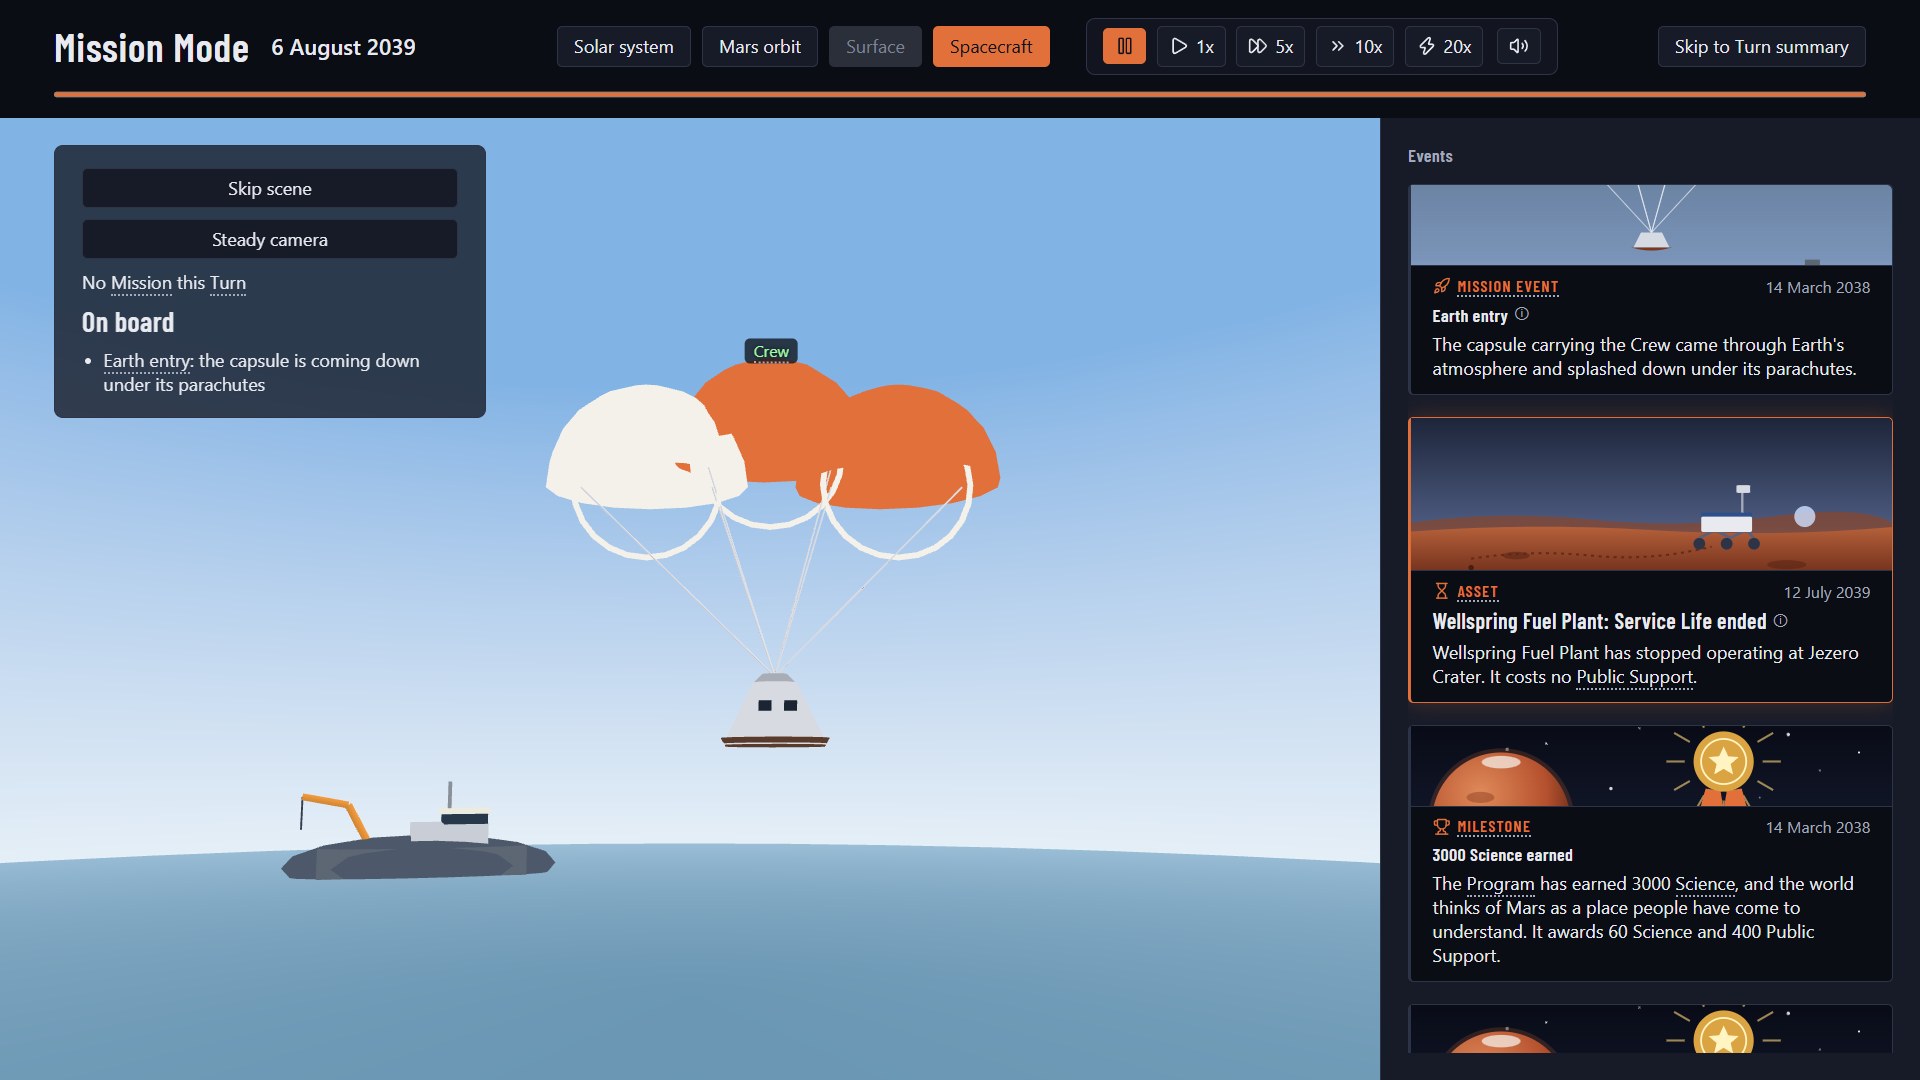 Mission Mode
6 August 2039
Solar system
Mars orbit
Surface
Spacecraft
1x
5x
10x
20x
Skip to Turn summary
Skip scene
Steady camera
No Mission this Turn
On board
• Earth entry: the capsule is coming down
under its parachutes
Crew
Events
MISSION EVENT
14 March 2038
Earth entry
The capsule carrying the Crew came through Earth's
atmosphere and splashed down under its parachutes.
ASSET
12 July 2039
Wellspring Fuel Plant: Service Life ended
Wellspring Fuel Plant has stopped operating at Jezero
Crater. It costs no Public Support.
MILESTONE
14 March 2038
3000 Science earned
The Program has earned 3000 Science, and the world
thinks of Mars as a place people have come to
understand. It awards 60 Science and 400 Public
Support.